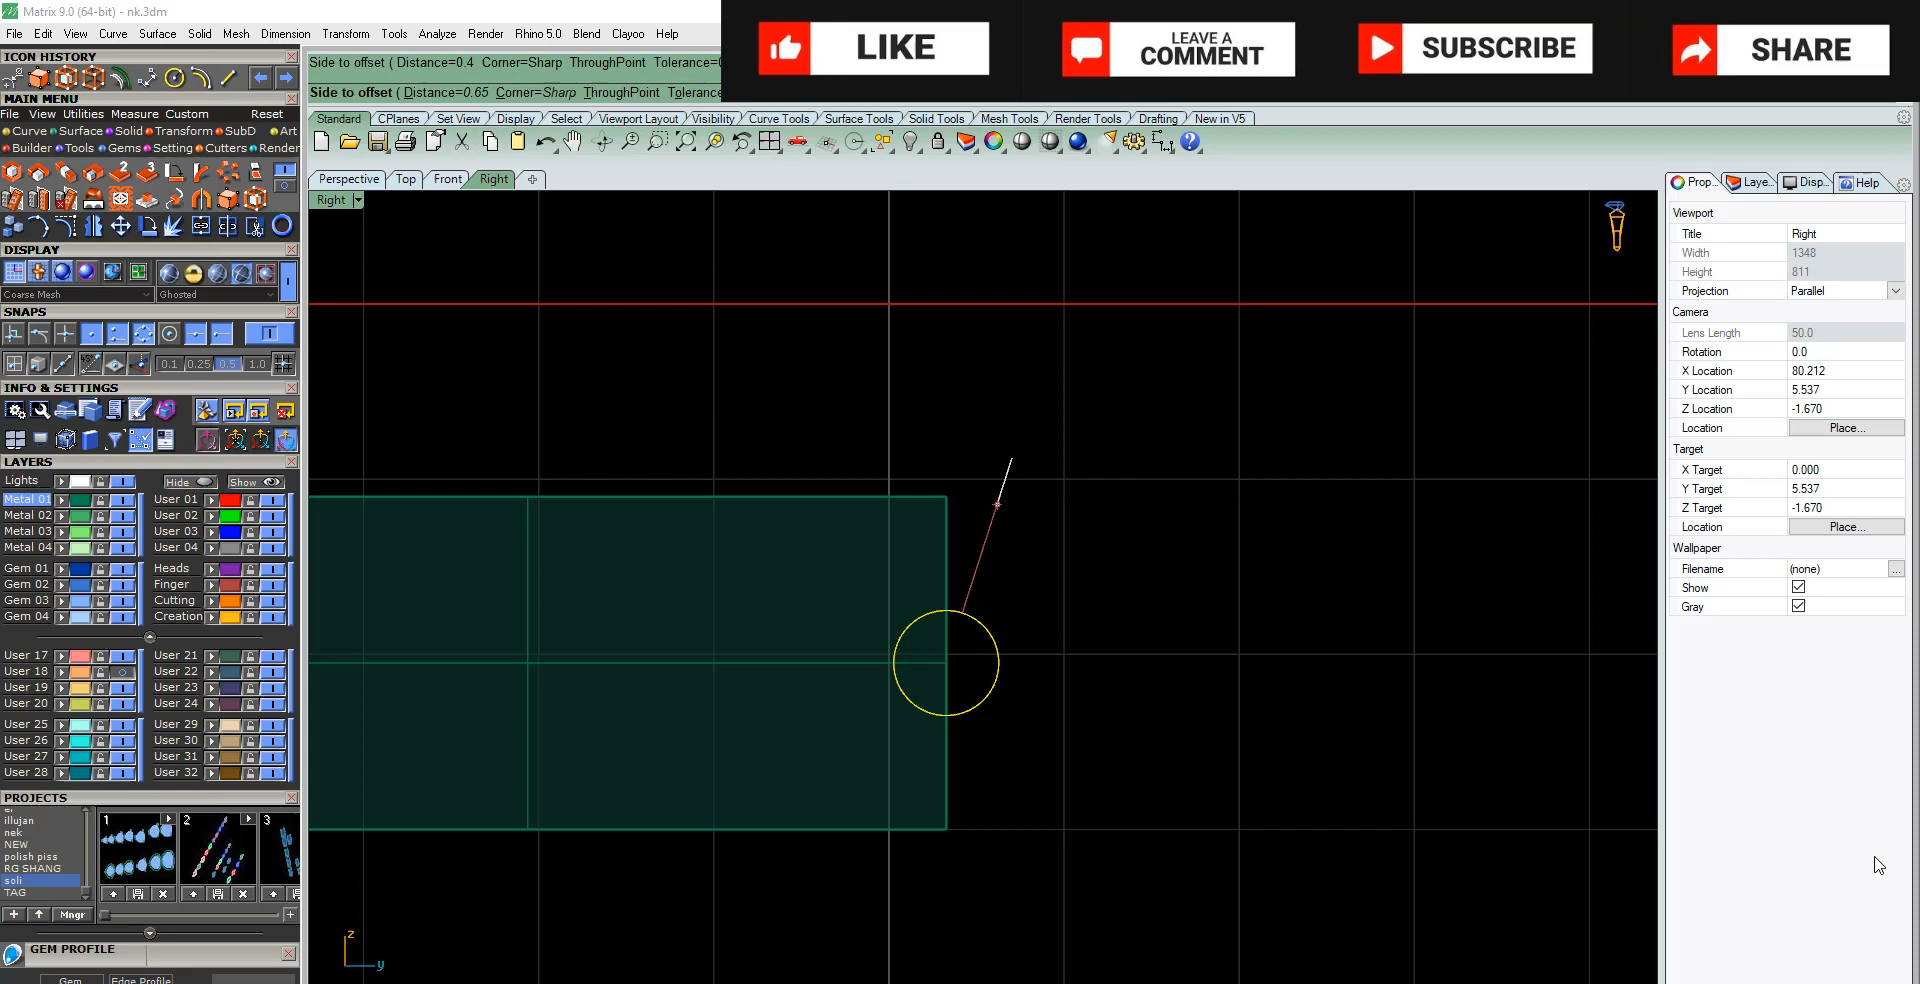 Matrix 9.0 (64-bit) - nk.3dm
LIKE
LEAVE A
COMMENT
SUBSCRIBE
SHARE
File Edit View Curve Surface Solid Mesh Dimension Transform Tools Analyze Render Rhino 5.0 Blend Clayoo Help
ICON HISTORY
Side to offset ( Distance=0.4 Corner=Sharp ThroughPoint Tolerance=0
Side to offset ( Distance=0.65 Corner=Sharp ThroughPoint Tolerance
MAIN MENU
File View Utilities Measure Custom Reset
Curve Surface Solid Transform SubD Art
Builder Tools Gems Setting Cutters Render
Standard CPlanes Set View Display Select Viewport Layout Visibility Curve Tools Surface Tools Solid Tools Mesh Tools Render Tools Drafting New in V5
Perspective Top Front Right
Right
Prop... Laye... Disp... Help
DISPLAY
Coarse Mesh Ghosted
SNAPS
0.1 0.25 0.5 1.0
INFO & SETTINGS
LAYERS
Lights Hide Show
Metal 01 User 01
Metal 02 User 02
Metal 03 User 03
Metal 04 User 04
Gem 01 Heads
Gem 02 Finger
Gem 03 Cutting
Gem 04 Creation
User 17 User 21
User 18 User 22
User 19 User 23
User 20 User 24
User 25 User 29
User 26 User 30
User 27 User 31
User 28 User 32
PROJECTS
illujan
nek
NEW
polish piss
RG SHANG
soli
TAG
1 2 3
Mngr
GEM PROFILE
Gem Edge Profile
z
y
Viewport
Title Right
Width 1348
Height 811
Projection Parallel
Camera
Lens Length 50.0
Rotation 0.0
X Location 80.212
Y Location 5.537
Z Location -1.670
Location Place...
Target
X Target 0.000
Y Target 5.537
Z Target -1.670
Location Place...
Wallpaper
Filename (none) ...
Show
Gray